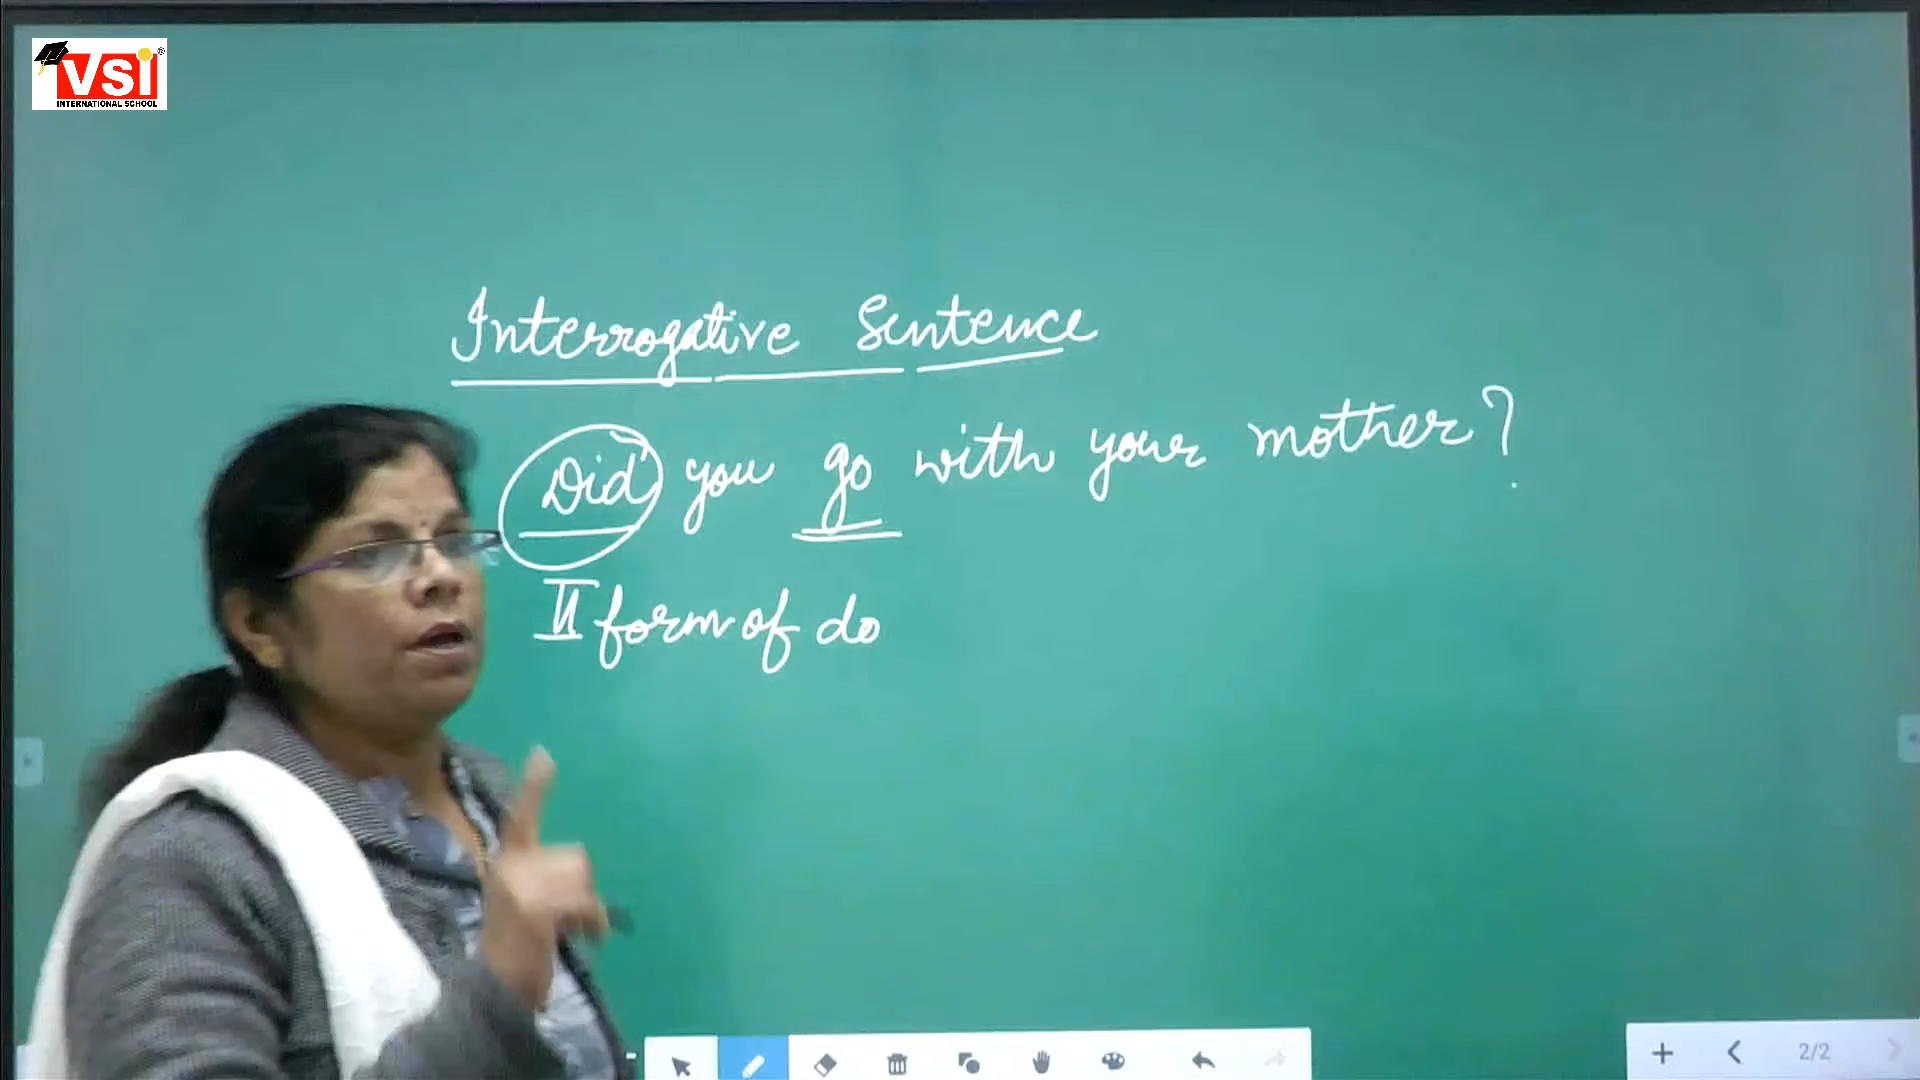 VSI ®
INTERNATIONAL SCHOOL
Interrogative Sentence
Did you go with your mother?
II form of do
2/2